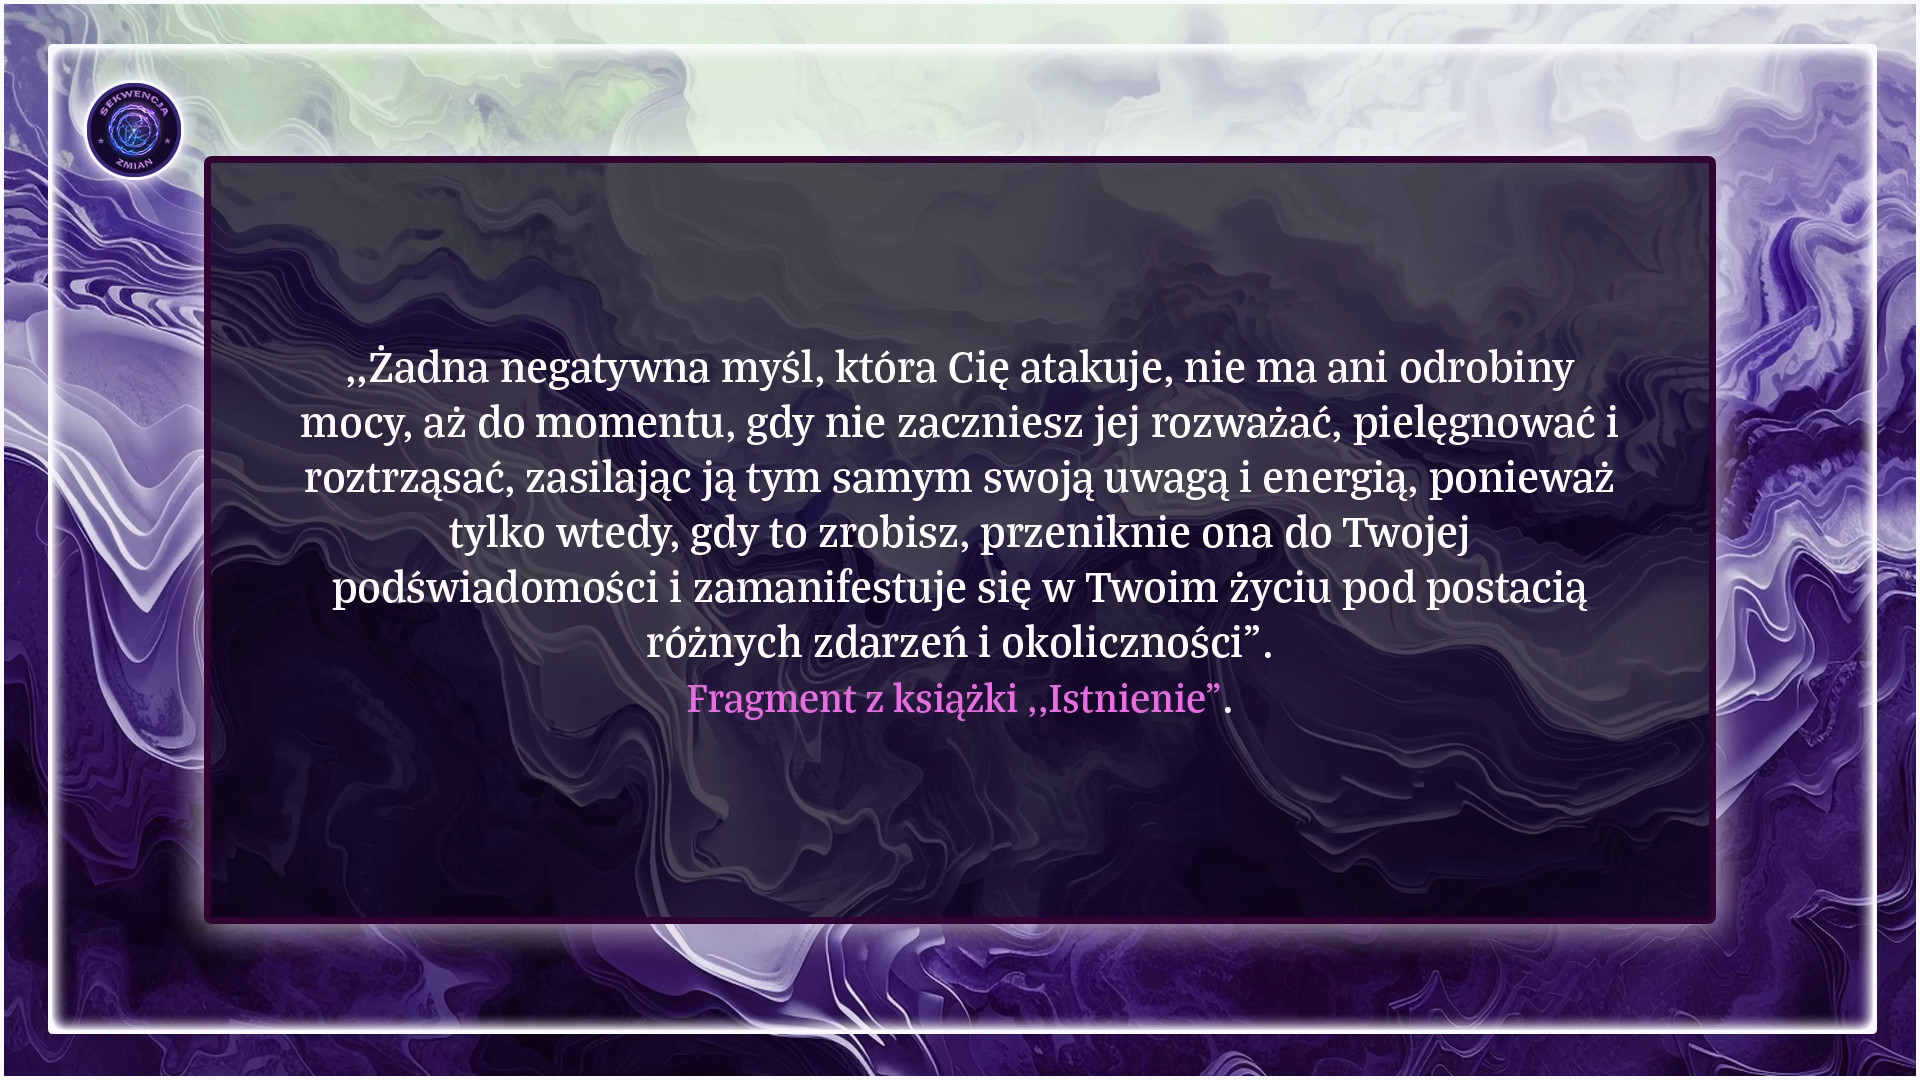 SEKWENCJA
ZMIAN
,,Żadna negatywna myśl, która Cię atakuje, nie ma ani odrobiny
mocy, aż do momentu, gdy nie zaczniesz jej rozważać, pielęgnować i
roztrząsać, zasilając ją tym samym swoją uwagą i energią, ponieważ
tylko wtedy, gdy to zrobisz, przeniknie ona do Twojej
podświadomości i zamanifestuje się w Twoim życiu pod postacią
różnych zdarzeń i okoliczności”.
Fragment z książki ,,Istnienie”.